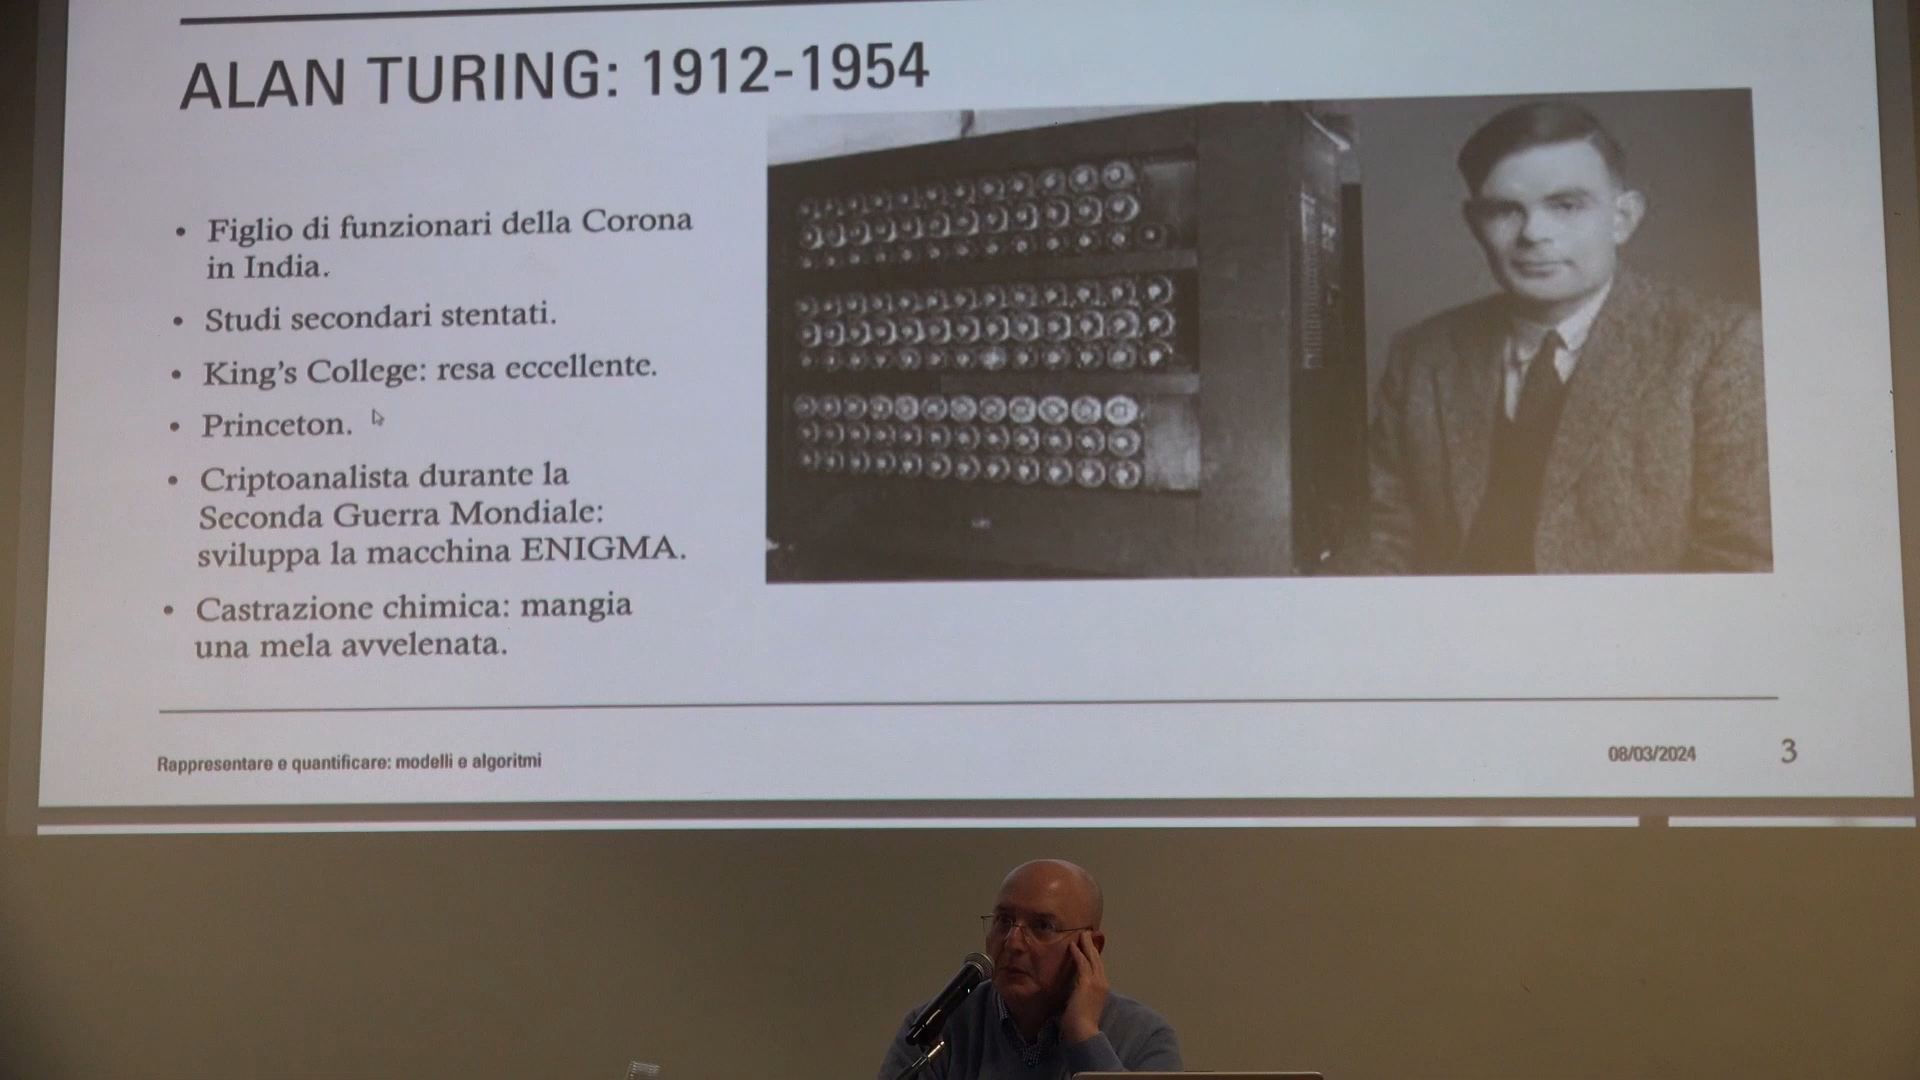 ALAN TURING: 1912-1954
• Figlio di funzionari della Corona
in India.
• Studi secondari stentati.
• King's College: resa eccellente.
• Princeton.
• Criptoanalista durante la
Seconda Guerra Mondiale:
sviluppa la macchina ENIGMA.
• Castrazione chimica: mangia
una mela avvelenata.
Rappresentare e quantificare: modelli e algoritmi
08/03/2024
3